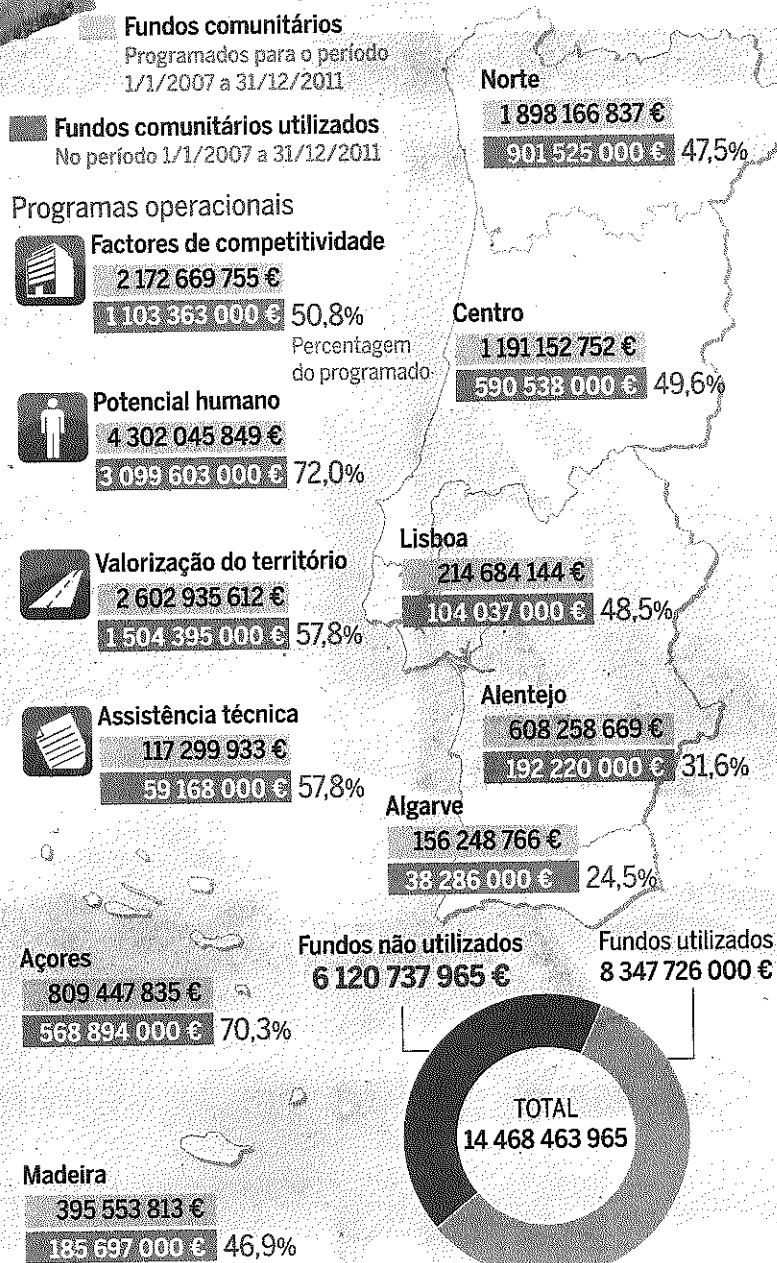 Fundos comunitários
Programados para o período
1/1/2007 a 31/12/2011
Fundos comunitários utilizados
No período 1/1/2007 a 31/12/2011
Programas operacionais
Factores de competitividade
2 172 669 755 €
1 103 363 000 € 50,8%
Percentagem
do programado
Potencial humano
4 302 045 849 €
3 099 603 000 € 72,0%
Valorização do território
2 602 935 612 €
1 504 395 000 € 57,8%
Assistência técnica
117 299 933 €
59 168 000 € 57,8%
Norte
1 898 166 837 €
901 525 000 € 47,5%
Centro
1 191 152 752 €
590 538 000 € 49,6%
Lisboa
214 684 144 €
104 037 000 € 48,5%
Alentejo
608 258 669 €
192 220 000 € 31,6%
Algarve
156 248 766 €
38 286 000 € 24,5%
Açores
809 447 835 €
568 894 000 € 70,3%
Madeira
395 553 813 €
185 697 000 € 46,9%
Fundos não utilizados
6 120 737 965 €
Fundos utilizados
8 347 726 000 €
TOTAL
14 468 463 965